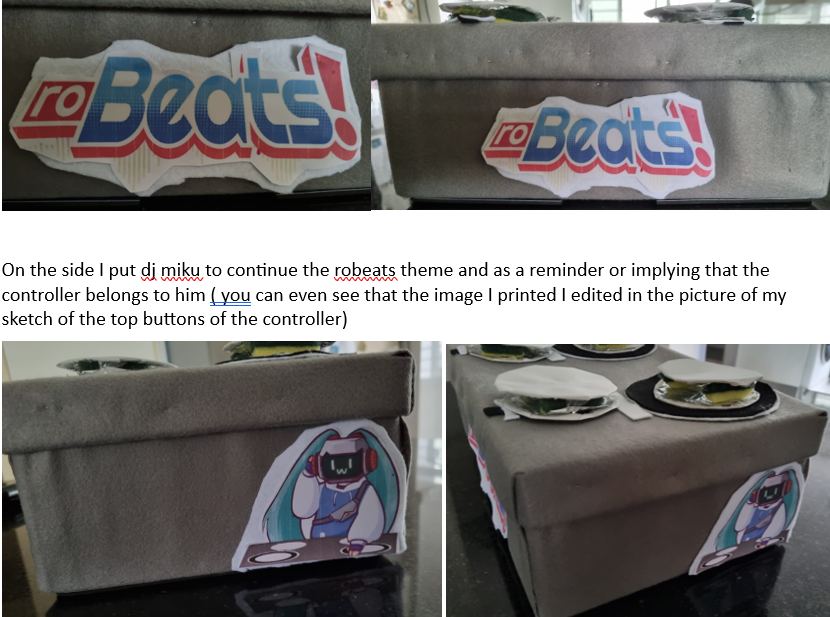 roBeats!
roBeats!
On the side I put dj miku to continue the robeats theme and as a reminder or implying that the
controller belongs to him ( you can even see that the image I printed I edited in the picture of my
sketch of the top buttons of the controller)